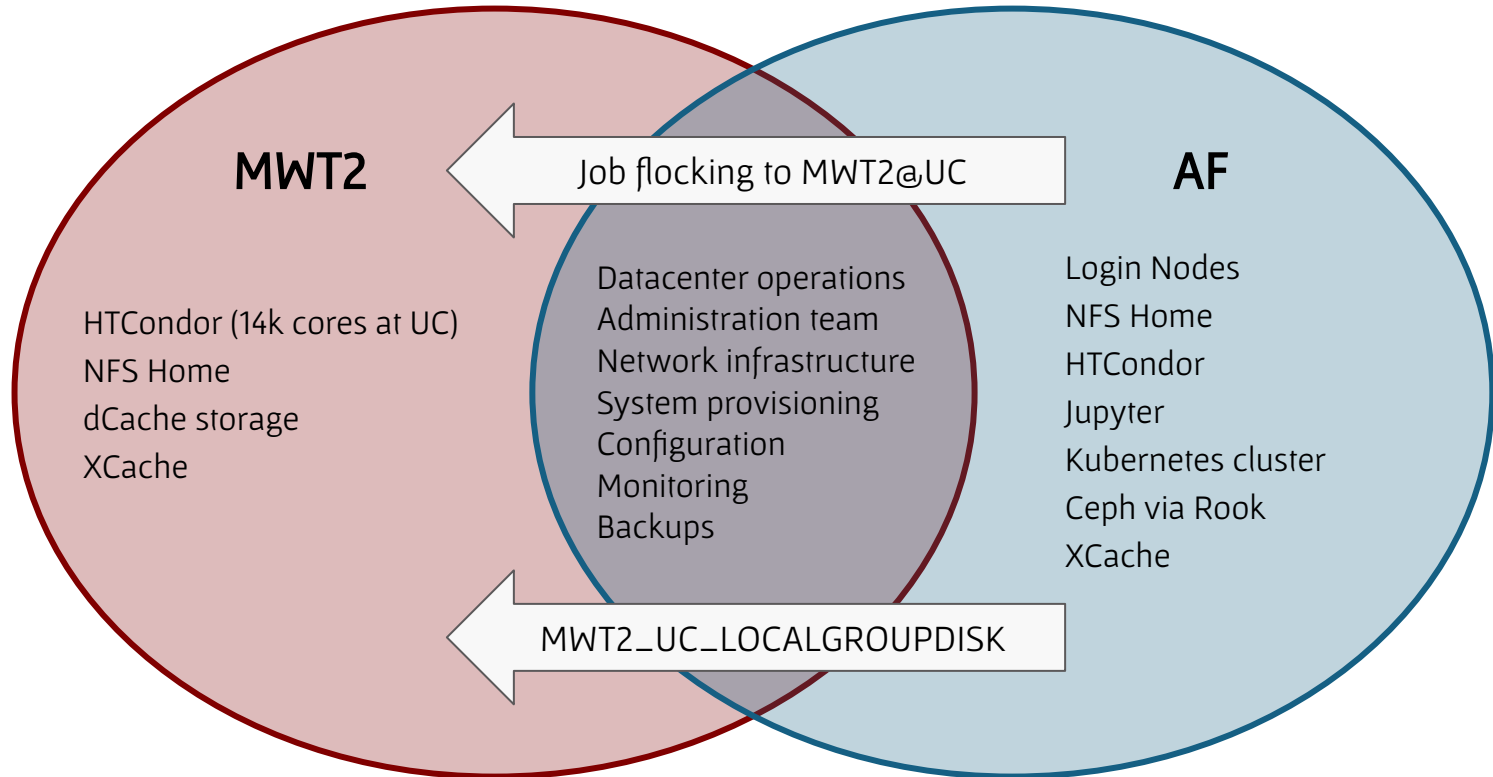 MWT2
Job flocking to MWT2@UC
AF
HTCondor (14k cores at UC)
NFS Home
dCache storage
XCache
Datacenter operations
Administration team
Network infrastructure
System provisioning
Configuration
Monitoring
Backups
Login Nodes
NFS Home
HTCondor
Jupyter
Kubernetes cluster
Ceph via Rook
XCache
MWT2_UC_LOCALGROUPDISK